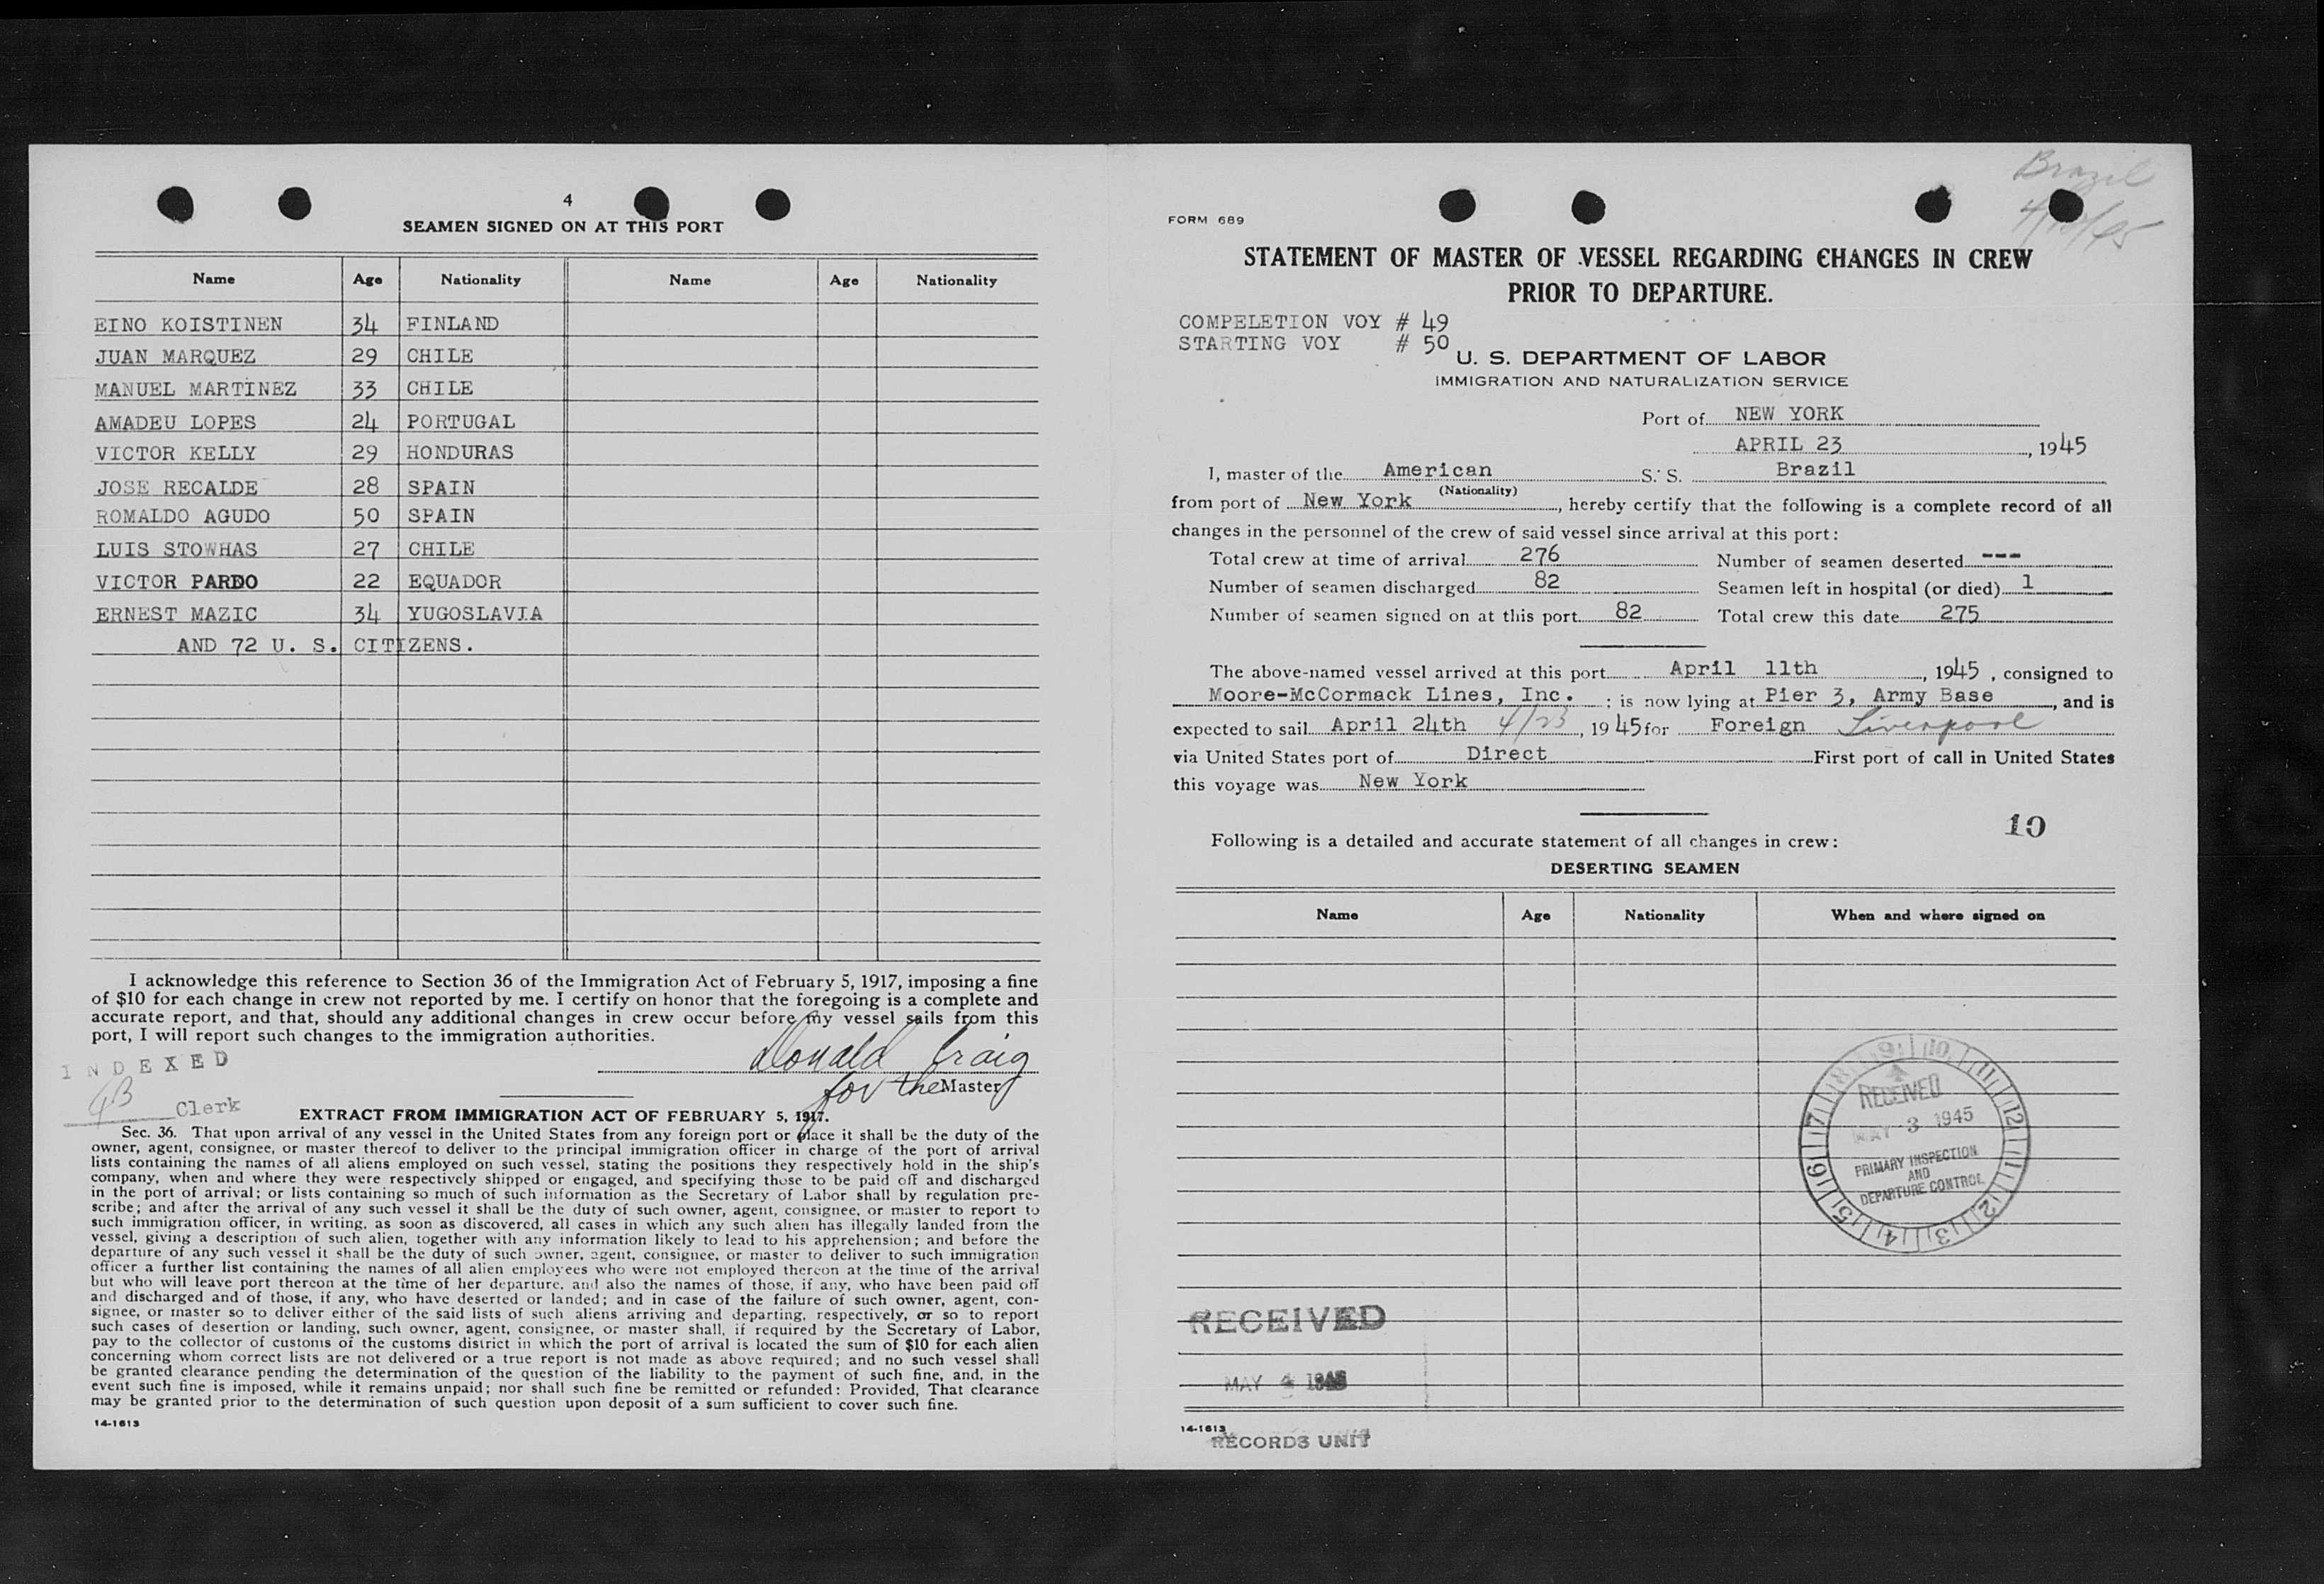 4
SEAMEN SIGNED ON AT THIS PORT
Name Age Nationality Name Age Nationality
EINO KOISTINEN 34 FINLAND
JUAN MARQUEZ 29 CHILE
MANUEL MARTINEZ 33 CHILE
AMADEU LOPES 24 PORTUGAL
VICTOR KELLY 29 HONDURAS
JOSE RECALDE 28 SPAIN
ROMALDO AGUDO 50 SPAIN
LUIS STOWHAS 27 CHILE
VICTOR PARDO 22 EQUADOR
ERNEST MAZIC 34 YUGOSLAVIA
AND 72 U. S. CITIZENS.
I acknowledge this reference to Section 36 of the Immigration Act of February 5, 1917, imposing a fine
of $10 for each change in crew not reported by me. I certify on honor that the foregoing is a complete and
accurate report, and that, should any additional changes in crew occur before my vessel sails from this
port, I will report such changes to the immigration authorities.
INDEXED
Donald Craig
for the Master
Clerk
EXTRACT FROM IMMIGRATION ACT OF FEBRUARY 5, 1917.
Sec. 36. That upon arrival of any vessel in the United States from any foreign port or place it shall be the duty of the
owner, agent, consignee, or master thereof to deliver to the principal immigration officer in charge of the port of arrival
lists containing the names of all aliens employed on such vessel, stating the positions they respectively hold in the ship's
company, when and where they were respectively shipped or engaged, and specifying those to be paid off and discharged
in the port of arrival; or lists containing so much of such information as the Secretary of Labor shall by regulation pre-
scribe; and after the arrival of any such vessel it shall be the duty of such owner, agent, consignee, or master to report to
such immigration officer, in writing, as soon as discovered, all cases in which any such alien has illegally landed from the
vessel, giving a description of such alien, together with any information likely to lead to his apprehension; and before the
departure of any such vessel it shall be the duty of such owner, agent, consignee, or master to deliver to such immigration
officer a further list containing the names of all alien employees who were not employed thereon at the time of the arrival
but who will leave port thereon at the time of her departure, and also the names of those, if any, who have been paid off
and discharged and of those, if any, who have deserted or landed; and in case of the failure of such owner, agent, con-
signee, or master so to deliver either of the said lists of such aliens arriving and departing, respectively, or so to report
such cases of desertion or landing, such owner, agent, consignee, or master shall, if required by the Secretary of Labor,
pay to the collector of customs of the customs district in which the port of arrival is located the sum of $10 for each alien
concerning whom correct lists are not delivered or a true report is not made as above required; and no such vessel shall
be granted clearance pending the determination of the question of the liability to the payment of such fine, and, in the
event such fine is imposed, while it remains unpaid; nor shall such fine be remitted or refunded: Provided, That clearance
may be granted prior to the determination of such question upon deposit of a sum sufficient to cover such fine.
14-1613
Brazil
FORM 689
STATEMENT OF MASTER OF VESSEL REGARDING CHANGES IN CREW
PRIOR TO DEPARTURE.
COMPELETION VOY # 49
STARTING VOY # 50
U. S. DEPARTMENT OF LABOR
IMMIGRATION AND NATURALIZATION SERVICE
Port of NEW YORK
APRIL 23, 1945
I, master of the American S. S. Brazil
(Nationality)
from port of New York, hereby certify that the following is a complete record of all
changes in the personnel of the crew of said vessel since arrival at this port:
Total crew at time of arrival 276 Number of seamen deserted ---
Number of seamen discharged 82 Seamen left in hospital (or died) 1
Number of seamen signed on at this port 82 Total crew this date 275
The above-named vessel arrived at this port April 11th, 1945, consigned to
Moore-McCormack Lines, Inc. ; is now lying at Pier 3, Army Base, and is
expected to sail April 24th 4/23, 1945 for Foreign Liverpool
via United States port of Direct First port of call in United States
this voyage was New York
10
Following is a detailed and accurate statement of all changes in crew:
DESERTING SEAMEN
Name Age Nationality When and where signed on
9 10 11 12 1 2 3 4 5 6 7 8
RECEIVED
MAY 3 1945
PRIMARY INSPECTION
AND
DEPARTURE CONTROL
RECEIVED
MAY 4 1945
14-1613
RECORDS UNIT